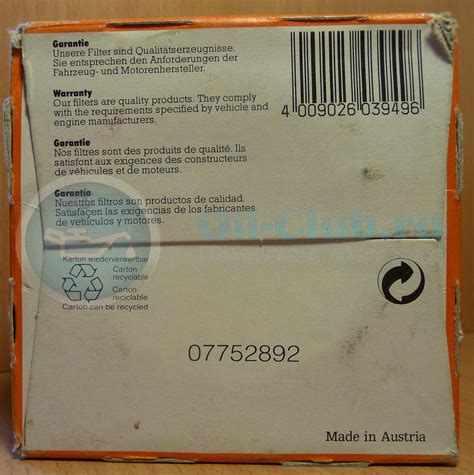 Garantie
Unsere Filter sind Qualitätserzeugnisse.
Sie entsprechen den Anforderungen der
Fahrzeug- und Motorenhersteller.
Warranty
Our filters are quality products. They comply
with the requirements specified by vehicle and
engine manufacturers.
Garantie
Nos filtres sont des produits de qualité. Ils
satisfont aux exigences des constructeurs
de véhicules et de moteurs.
Garantía
Nuestros filtros son productos de calidad.
Satisfacen las exigencias de los fabricantes
de vehículos y motores.
4 009026 039496
Oil-Club.ru
Karton wiederverwertbar
Carton
recyclable
Carton
reciclable
Carton can be recycled
07752892
Made in Austria